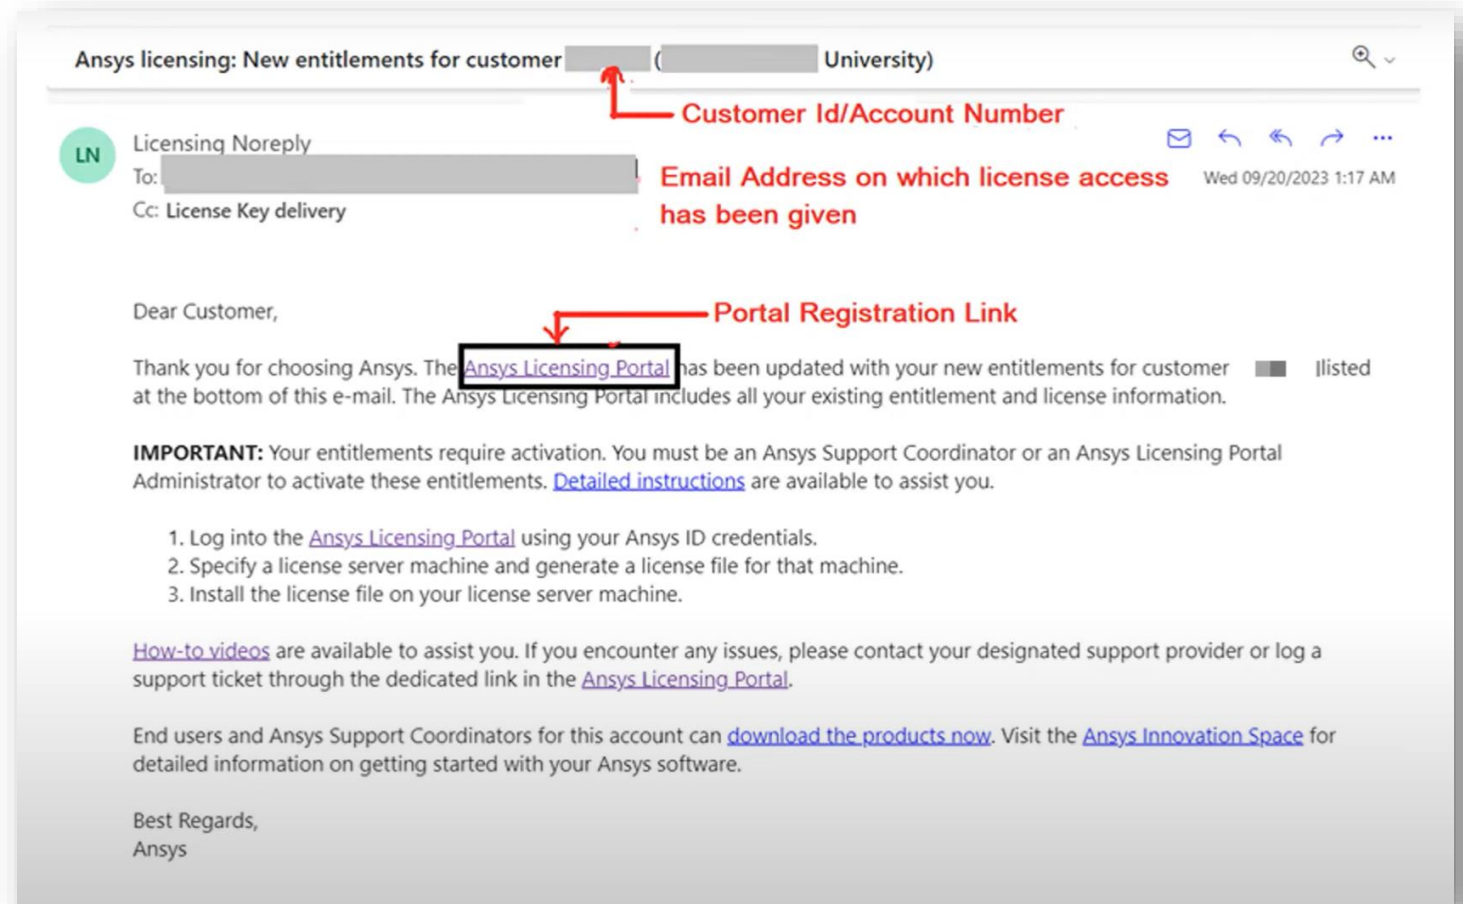 Ansys licensing: New entitlements for customer ( University)
Customer Id/Account Number
LN
Licensing Noreply
To:
Email Address on which license access
has been given
Wed 09/20/2023 1:17 AM
Cc: License Key delivery
Dear Customer,
Portal Registration Link
Thank you for choosing Ansys. The Ansys Licensing Portal has been updated with your new entitlements for customer listed
at the bottom of this e-mail. The Ansys Licensing Portal includes all your existing entitlement and license information.
IMPORTANT: Your entitlements require activation. You must be an Ansys Support Coordinator or an Ansys Licensing Portal
Administrator to activate these entitlements. Detailed instructions are available to assist you.
1. Log into the Ansys Licensing Portal using your Ansys ID credentials.
2. Specify a license server machine and generate a license file for that machine.
3. Install the license file on your license server machine.
How-to videos are available to assist you. If you encounter any issues, please contact your designated support provider or log a
support ticket through the dedicated link in the Ansys Licensing Portal.
End users and Ansys Support Coordinators for this account can download the products now. Visit the Ansys Innovation Space for
detailed information on getting started with your Ansys software.
Best Regards,
Ansys